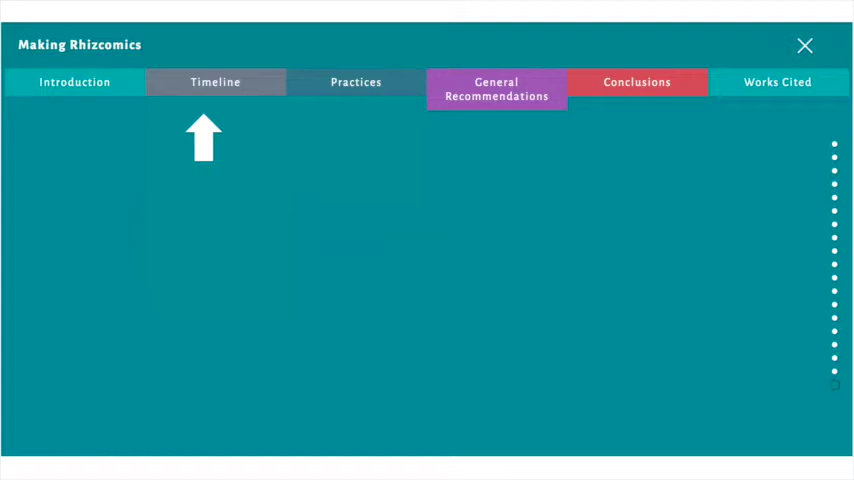 Making Rhizcomics
Introduction
Timeline
Practices
General
Recommendations
Conclusions
Works Cited